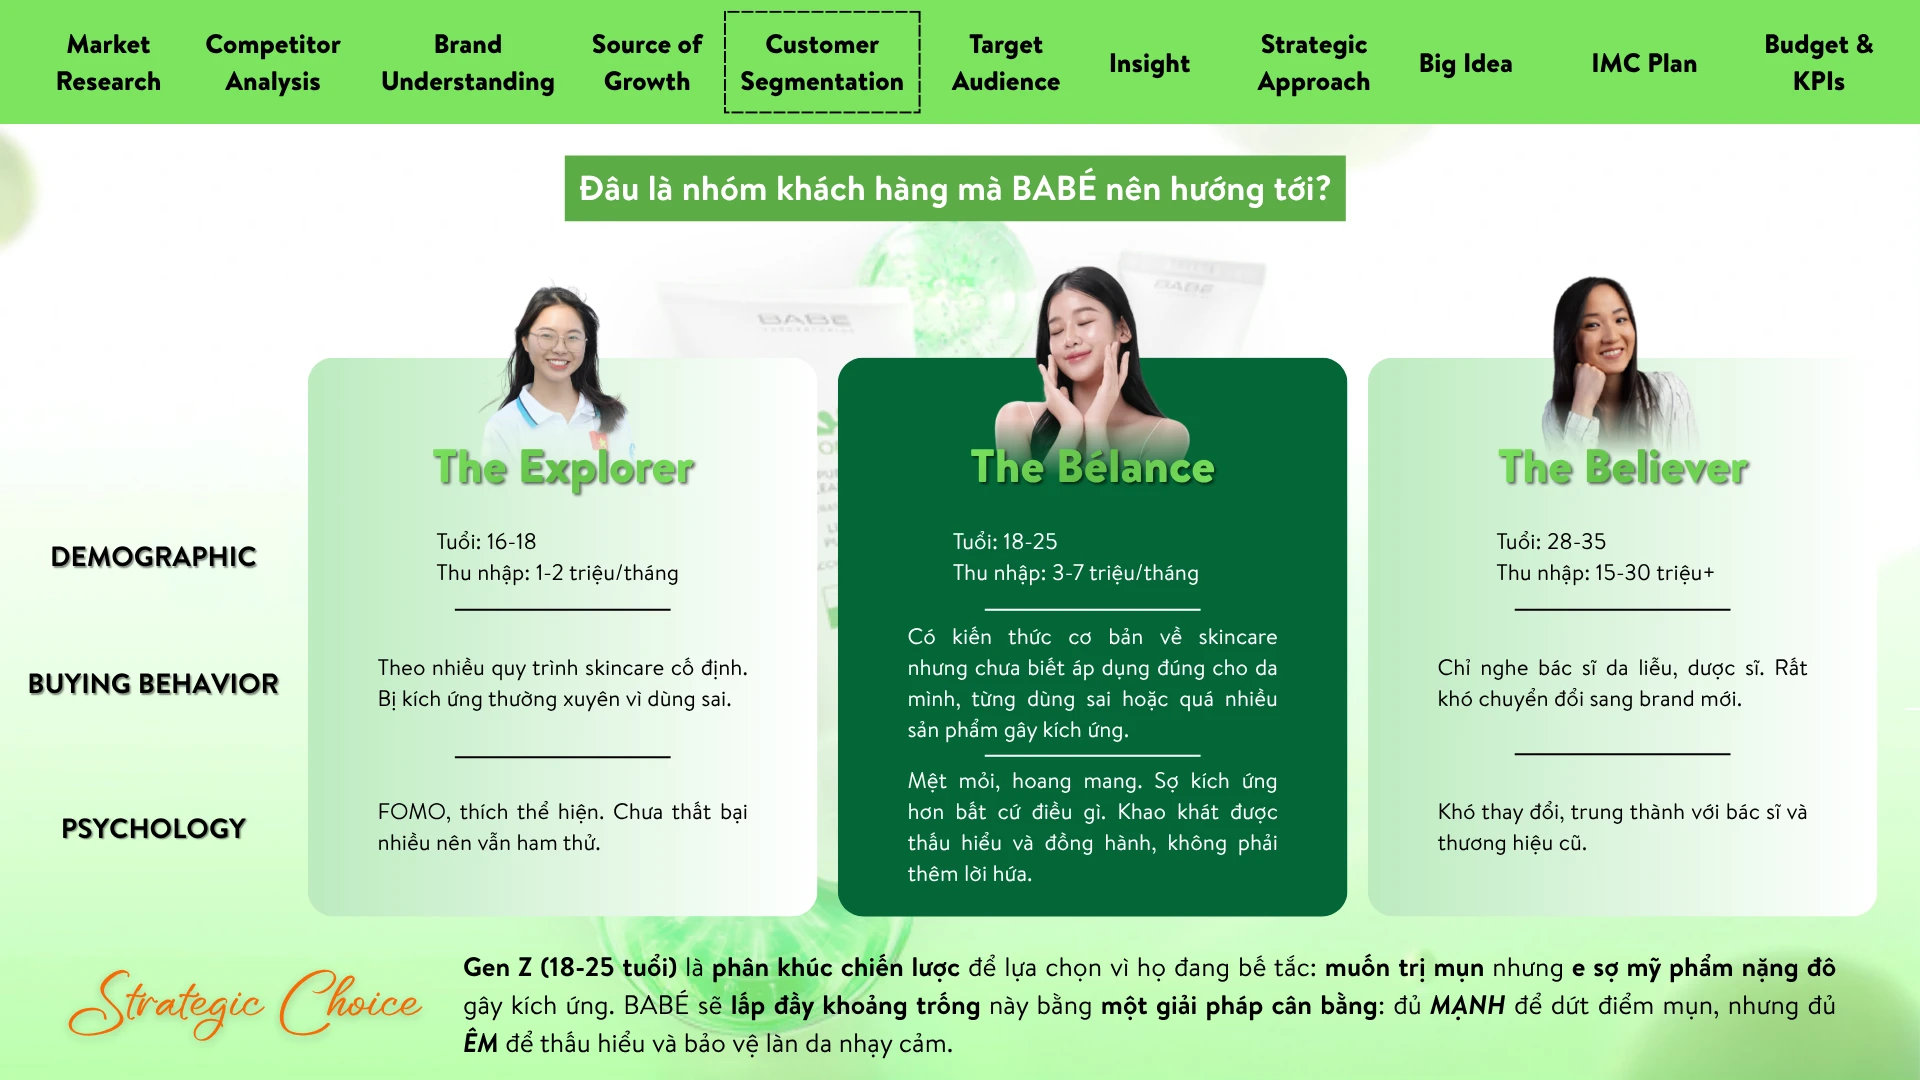 Market Research
Competitor Analysis
Brand Understanding
Source of Growth
Customer Segmentation
Target Audience
Insight
Strategic Approach
Big Idea
IMC Plan
Budget & KPIs
Đâu là nhóm khách hàng mà BABÉ nên hướng tới?
BABÉ
BABÉ
The Explorer
The Bélance
The Believer
DEMOGRAPHIC
Tuổi: 16-18
Thu nhập: 1-2 triệu/tháng
Tuổi: 18-25
Thu nhập: 3-7 triệu/tháng
Tuổi: 28-35
Thu nhập: 15-30 triệu+
BUYING BEHAVIOR
Theo nhiều quy trình skincare cố định.
Bị kích ứng thường xuyên vì dùng sai.
Có kiến thức cơ bản về skincare
nhưng chưa biết áp dụng đúng cho da
mình, từng dùng sai hoặc quá nhiều
sản phẩm gây kích ứng.
Chỉ nghe bác sĩ da liễu, dược sĩ. Rất
khó chuyển đổi sang brand mới.
PSYCHOLOGY
FOMO, thích thể hiện. Chưa thất bại
nhiều nên vẫn ham thử.
Mệt mỏi, hoang mang. Sợ kích ứng
hơn bất cứ điều gì. Khao khát được
thấu hiểu và đồng hành, không phải
thêm lời hứa.
Khó thay đổi, trung thành với bác sĩ và
thương hiệu cũ.
Strategic Choice
Gen Z (18-25 tuổi) là phân khúc chiến lược để lựa chọn vì họ đang bế tắc: muốn trị mụn nhưng e sợ mỹ phẩm nặng đô
gây kích ứng. BABÉ sẽ lấp đầy khoảng trống này bằng một giải pháp cân bằng: đủ MẠNH để dứt điểm mụn, nhưng đủ
ÊM để thấu hiểu và bảo vệ làn da nhạy cảm.